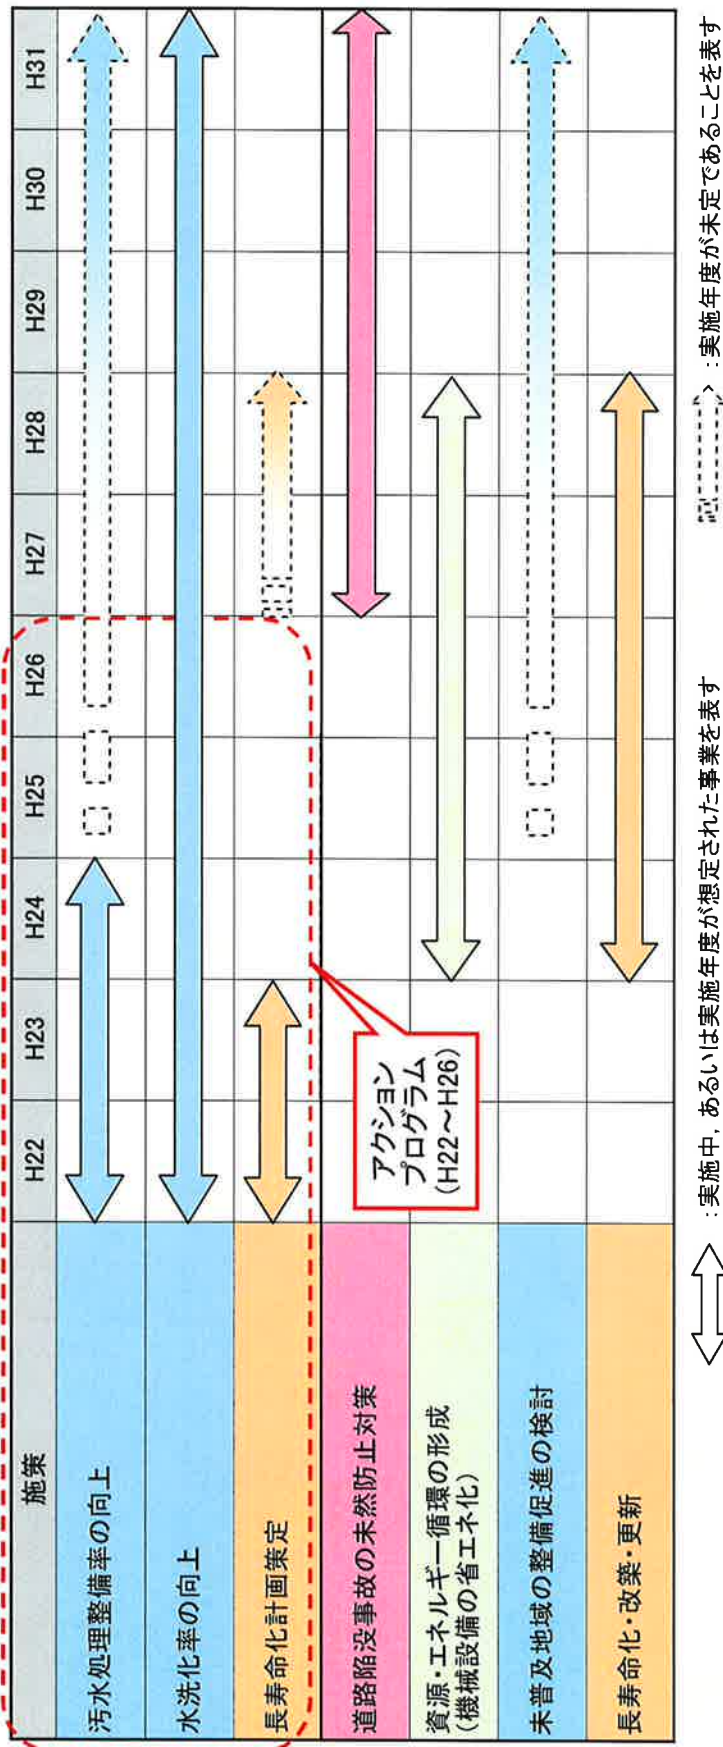 施策 H22 H23 H24 H25 H26 H27 H28 H29 H30 H31
汚水処理整備率の向上
水洗化率の向上
長寿命化計画策定
道路陥没事故の未然防止対策
資源・エネルギー循環の形成
(機械設備の省エネ化)
未普及地域の整備促進の検討
長寿命化・改築・更新
アクション
プログラム
(H22～H26)
:実施中，あるいは実施年度が想定された事業を表す
:実施年度が未定であることを表す